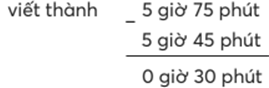 viết thành 5 giờ 75 phút
– 5 giờ 45 phút
0 giờ 30 phút